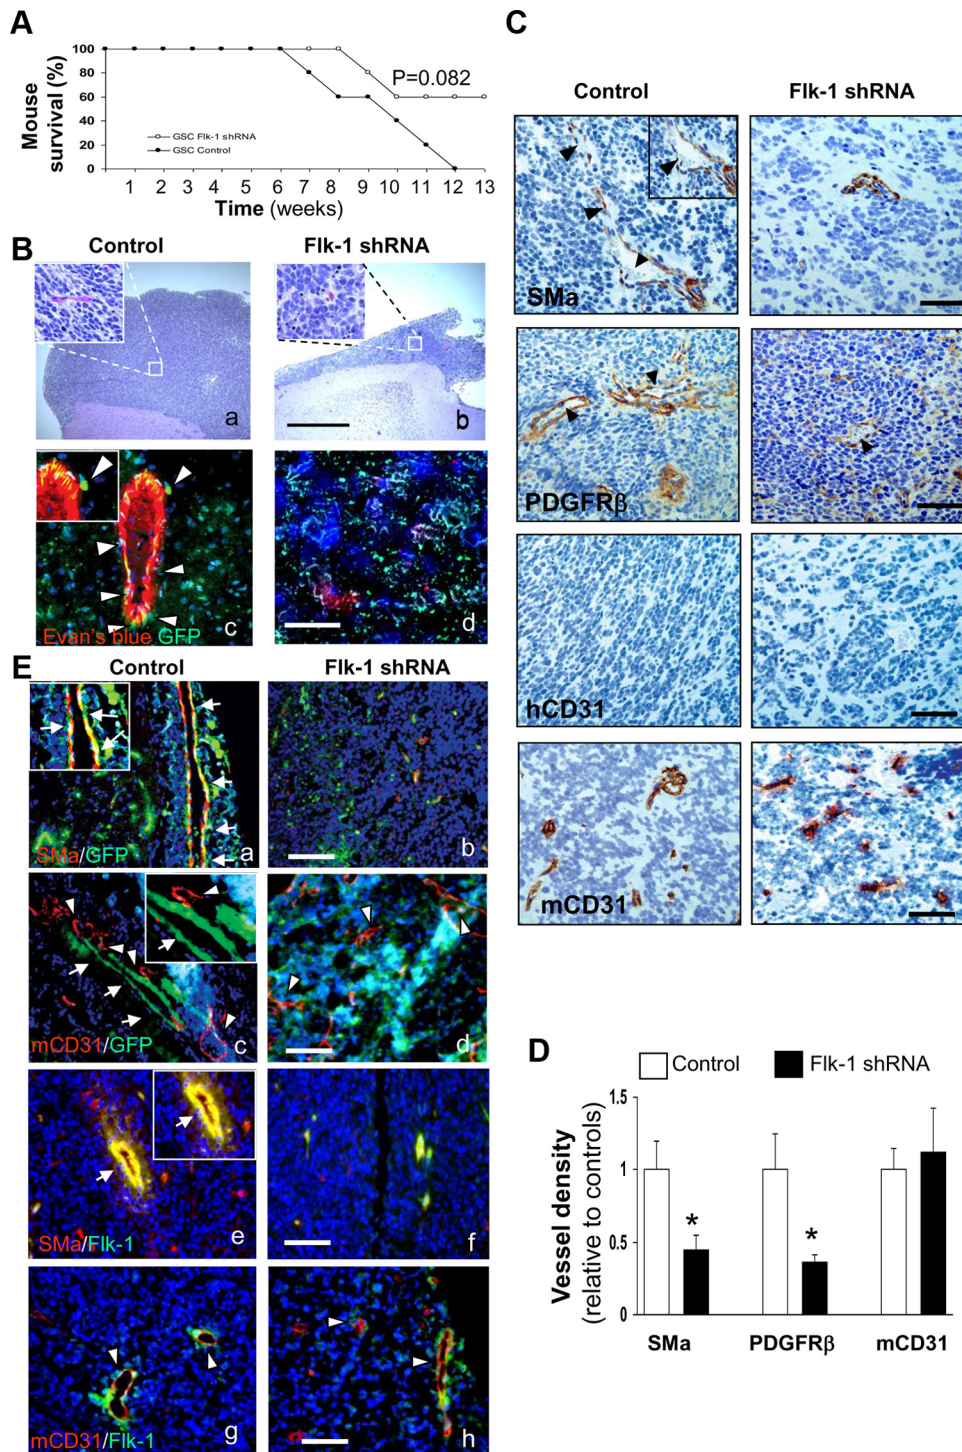 A
Mouse
survival (%)
100
80
60
40
20
0
P=0.082
GSC Flk-1 shRNA
GSC Control
1 2 3 4 5 6 7 8 9 10 11 12 13
Time (weeks)
B
Control Flk-1 shRNA
a b
Evan's blue GFP
c d
E
Control Flk-1 shRNA
SMa/GFP
a b
mCD31/GFP
c d
SMa/Flk-1
e f
mCD31/Flk-1
g h
C
Control Flk-1 shRNA
SMa
PDGFRβ
hCD31
mCD31
D
Control Flk-1 shRNA
Vessel density
(relative to controls)
1.5
1
0.5
0
* *
SMa PDGFRβ mCD31